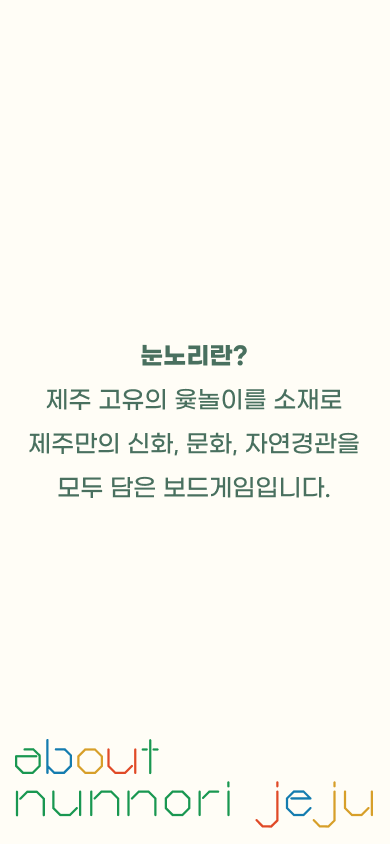 눈노리란?
제주 고유의 윷놀이를 소재로
제주만의 신화, 문화, 자연경관을
모두 담은 보드게임입니다.
about
nunnori jeju